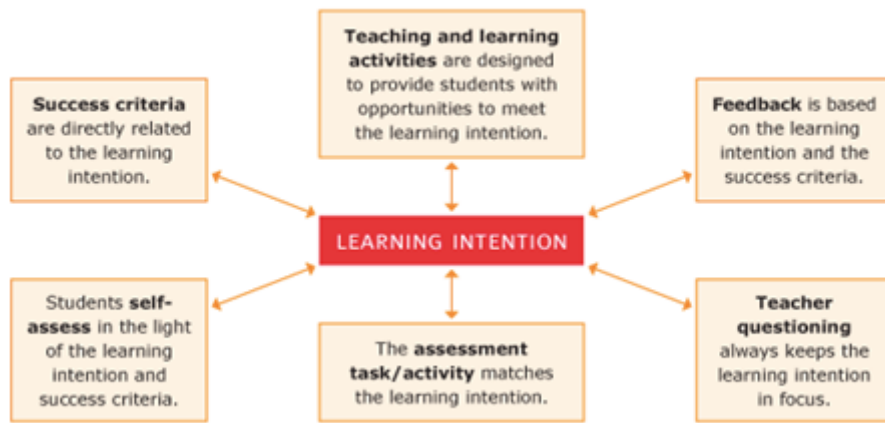 Teaching and learning
activities are designed
to provide students with
opportunities to meet
the learning intention.
Success criteria
are directly related
to the learning
intention.
Feedback is based
on the learning
intention and the
success criteria.
LEARNING INTENTION
Students self-
assess in the light
of the learning
intention and
success criteria.
The assessment
task/activity matches
the learning intention.
Teacher
questioning
always keeps the
learning intention
in focus.